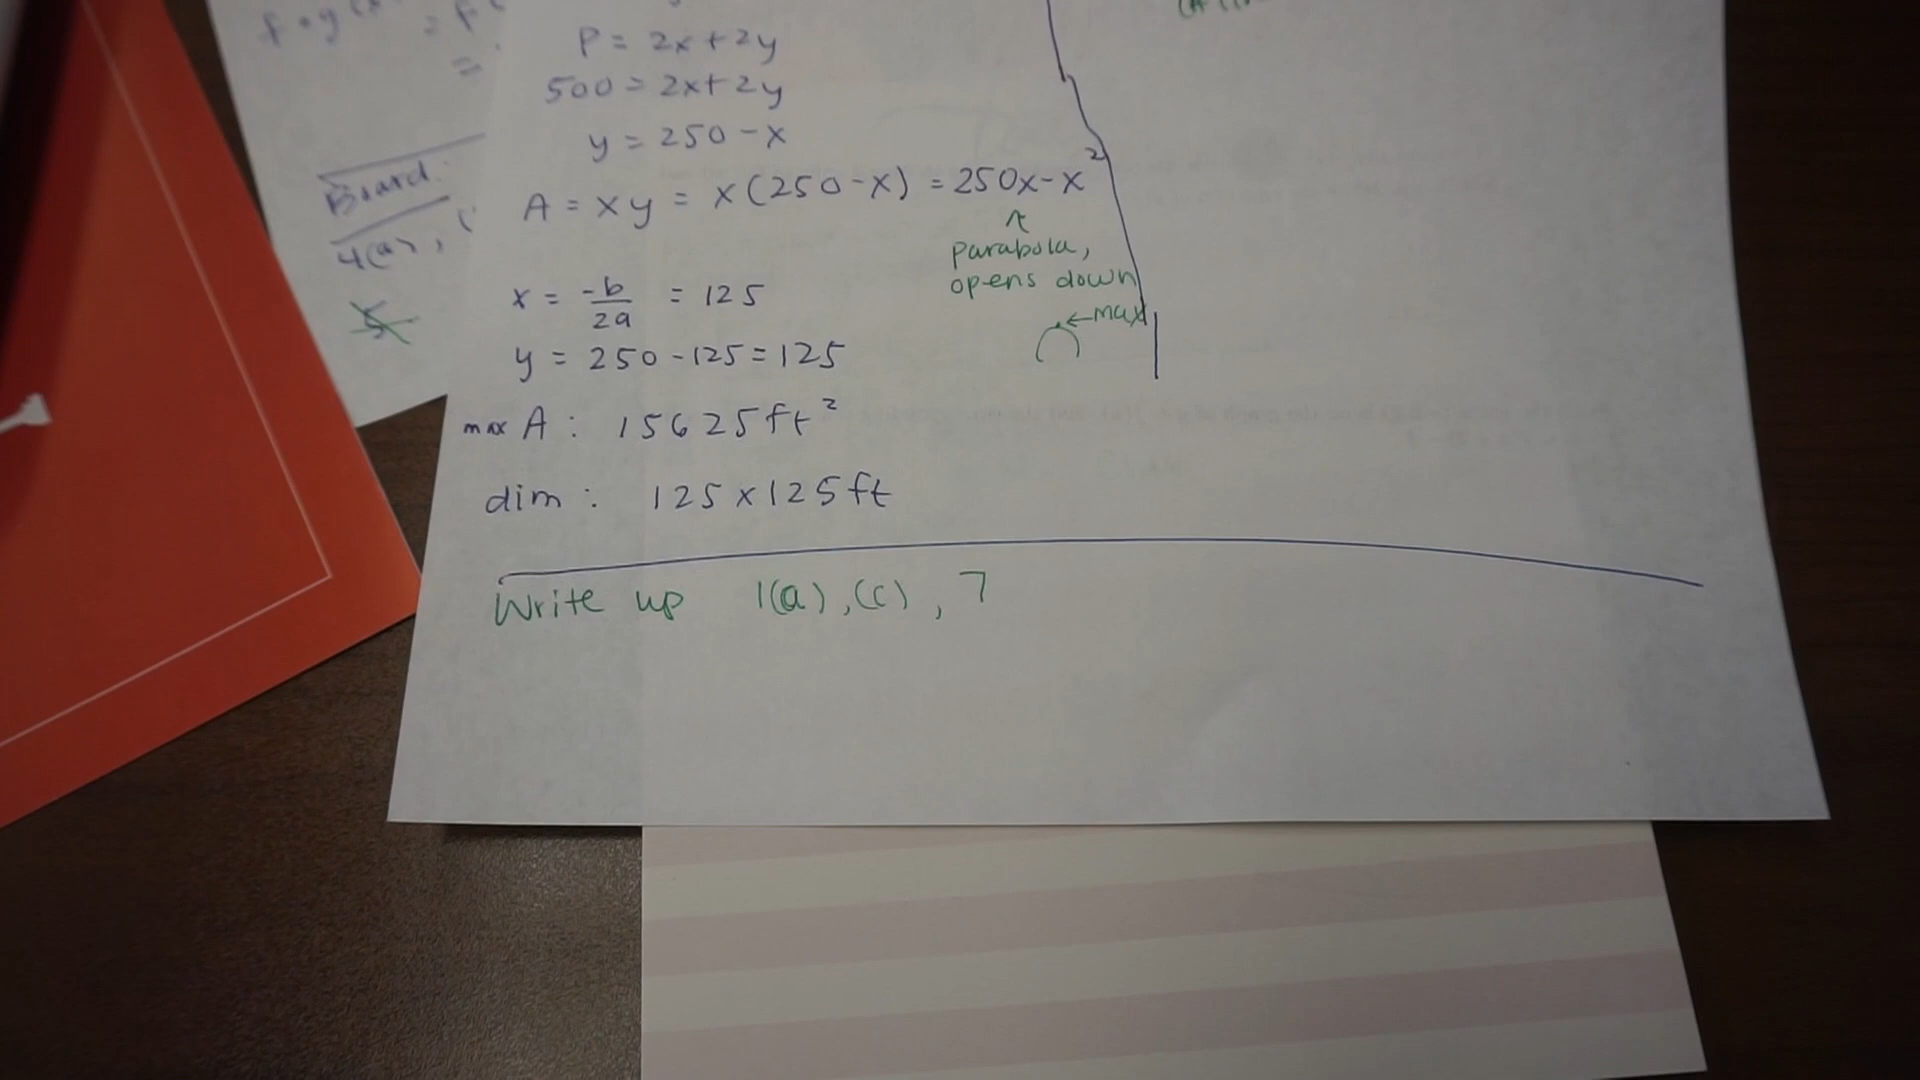 P = 2x + 2y
500 = 2x + 2y
y = 250 - x
A = xy = x(250 - x) = 250x - x²
↑
parabola,
opens down
← max
x = -b/2a = 125
y = 250 - 125 = 125
max A : 15625 ft²
dim : 125 x 125 ft
Write up 1(a), (c), 7
Board:
4(a), (
5